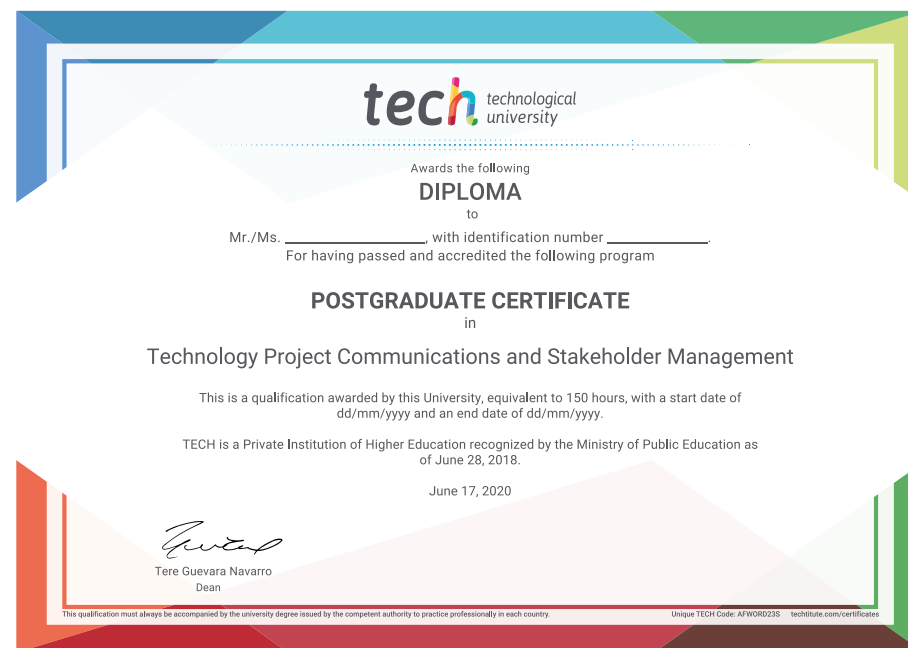 tech technological
university
Awards the following
DIPLOMA
to
Mr./Ms. ____________________, with identification number ______________.
For having passed and accredited the following program
POSTGRADUATE CERTIFICATE
in
Technology Project Communications and Stakeholder Management
This is a qualification awarded by this University, equivalent to 150 hours, with a start date of
dd/mm/yyyy and an end date of dd/mm/yyyy.
TECH is a Private Institution of Higher Education recognized by the Ministry of Public Education as
of June 28, 2018.
June 17, 2020
Tere Guevara Navarro
Dean
This qualification must always be accompanied by the university degree issued by the competent authority to practice professionally in each country.
Unique TECH Code: AFWORD23S techtitute.com/certificates